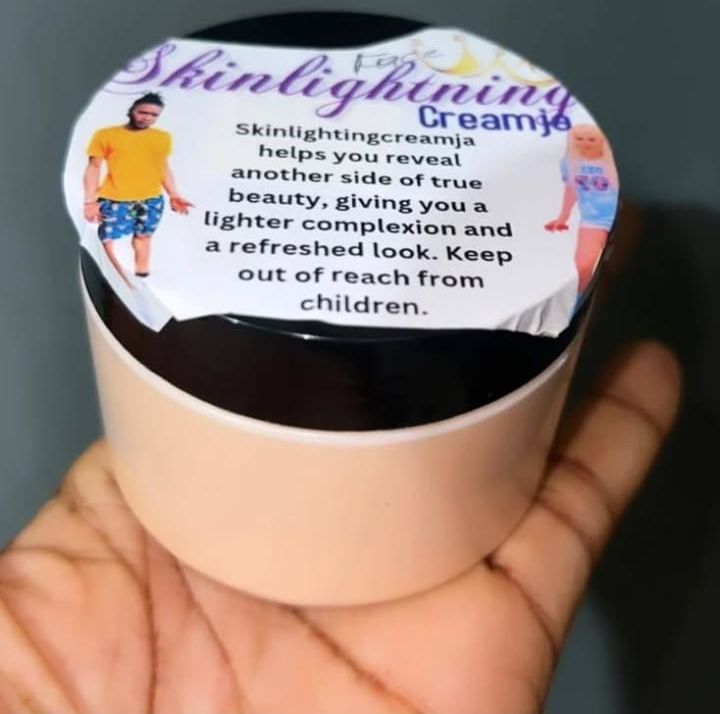 Face
Skinlightning
Creamja
Skinlightingcreamja
helps you reveal
another side of true
beauty, giving you a
lighter complexion and
a refreshed look. Keep
out of reach from
children.